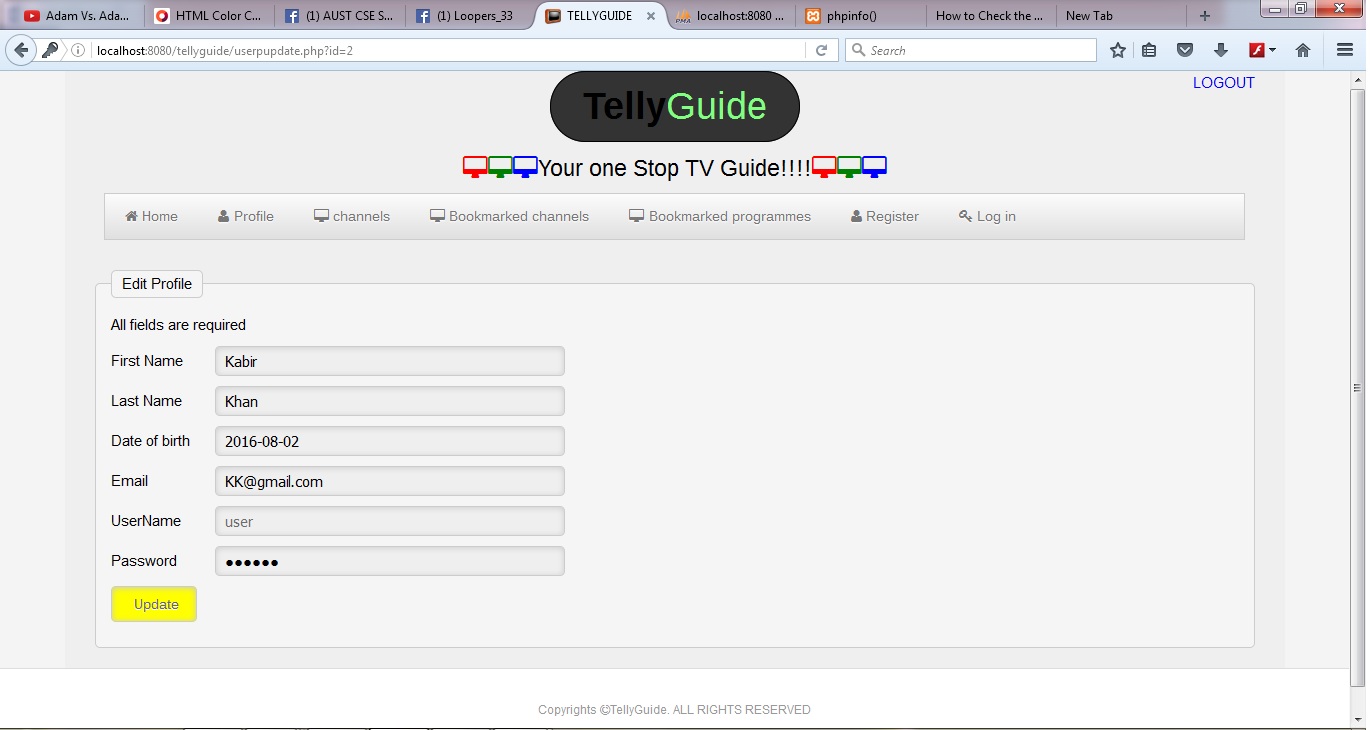 Adam Vs. Ada...
HTML Color C...
(1) AUST CSE S...
(1) Loopers_33
TELLYGUIDE
localhost:8080 ...
phpinfo()
How to Check the ...
New Tab
localhost:8080/tellyguide/userpupdate.php?id=2
Search
LOGOUT
TellyGuide
Your one Stop TV Guide!!!!
Home
Profile
channels
Bookmarked channels
Bookmarked programmes
Register
Log in
Edit Profile
All fields are required
First Name Kabir
Last Name Khan
Date of birth 2016-08-02
Email KK@gmail.com
UserName user
Password ●●●●●●
Update
Copyrights ©TellyGuide. ALL RIGHTS RESERVED